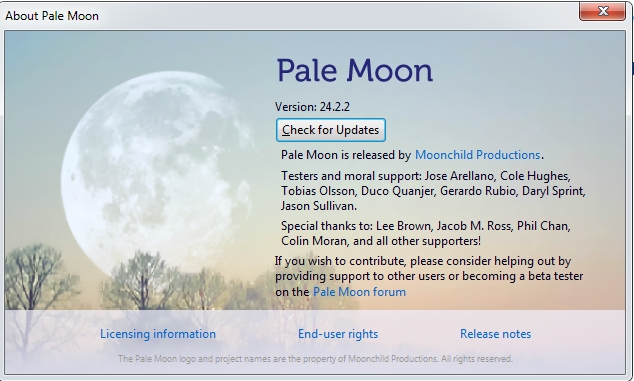 About Pale Moon
Pale Moon
Version: 24.2.2
Check for Updates
Pale Moon is released by Moonchild Productions.
Testers and moral support: Jose Arellano, Cole Hughes,
Tobias Olsson, Duco Quanjer, Gerardo Rubio, Daryl Sprint,
Jason Sullivan.
Special thanks to: Lee Brown, Jacob M. Ross, Phil Chan,
Colin Moran, and all other supporters!
If you wish to contribute, please consider helping out by
providing support to other users or becoming a beta tester
on the Pale Moon forum
Licensing information End-user rights Release notes
The Pale Moon logo and project names are the property of Moonchild Productions. All rights reserved.